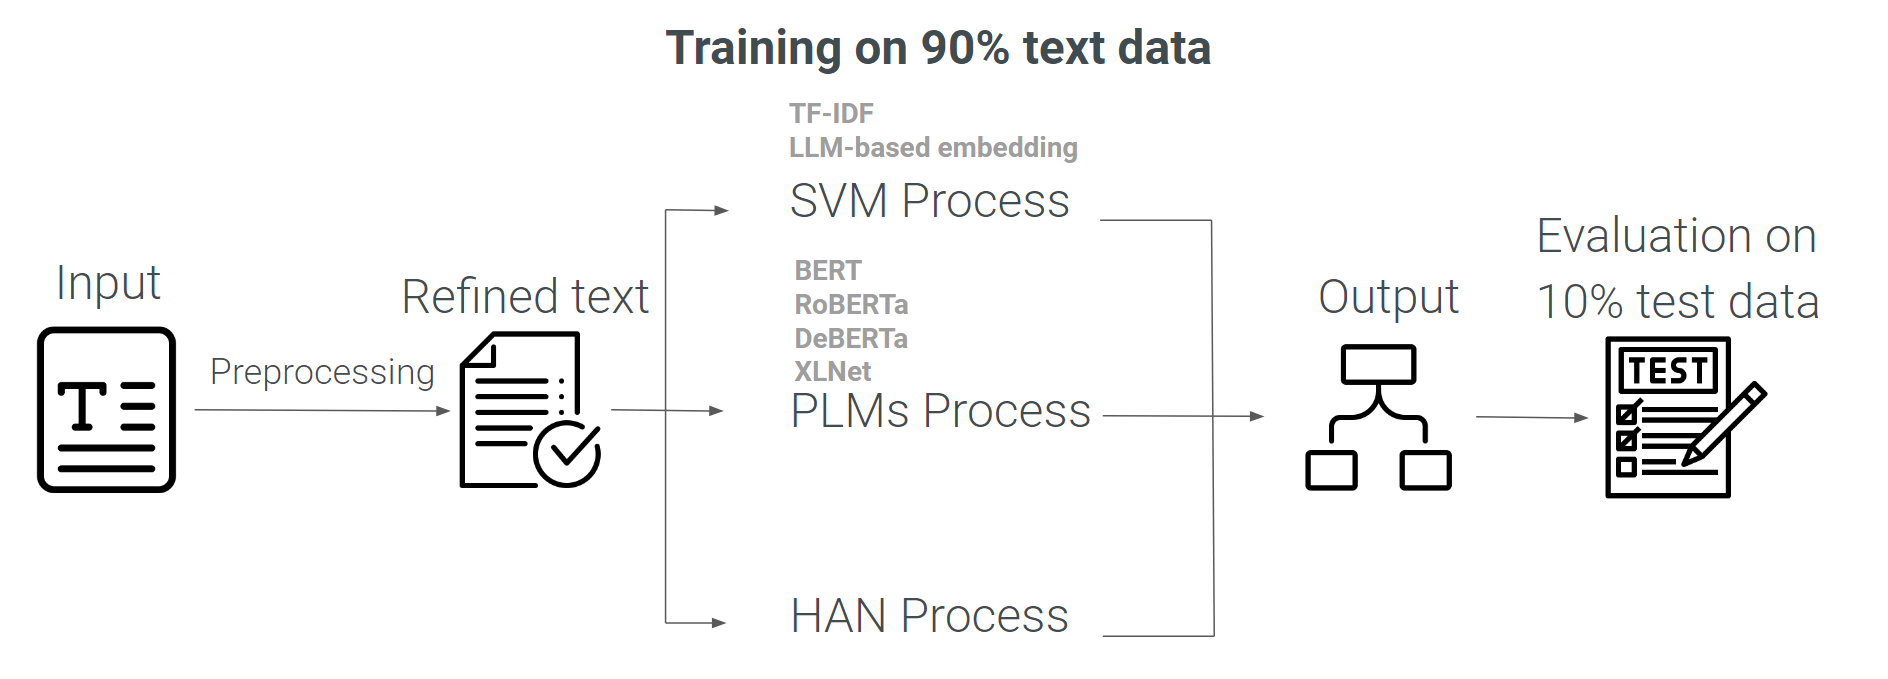 Training on 90% text data
TF-IDF
LLM-based embedding
SVM Process
Input
Preprocessing
Refined text
BERT
RoBERTa
DeBERTa
XLNet
PLMs Process
HAN Process
Output
Evaluation on
10% test data
TEST
T